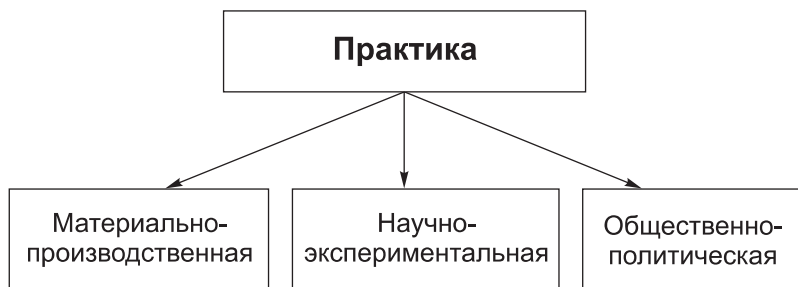 Практика
Материально-
производственная
Научно-
экспериментальная
Общественно-
политическая